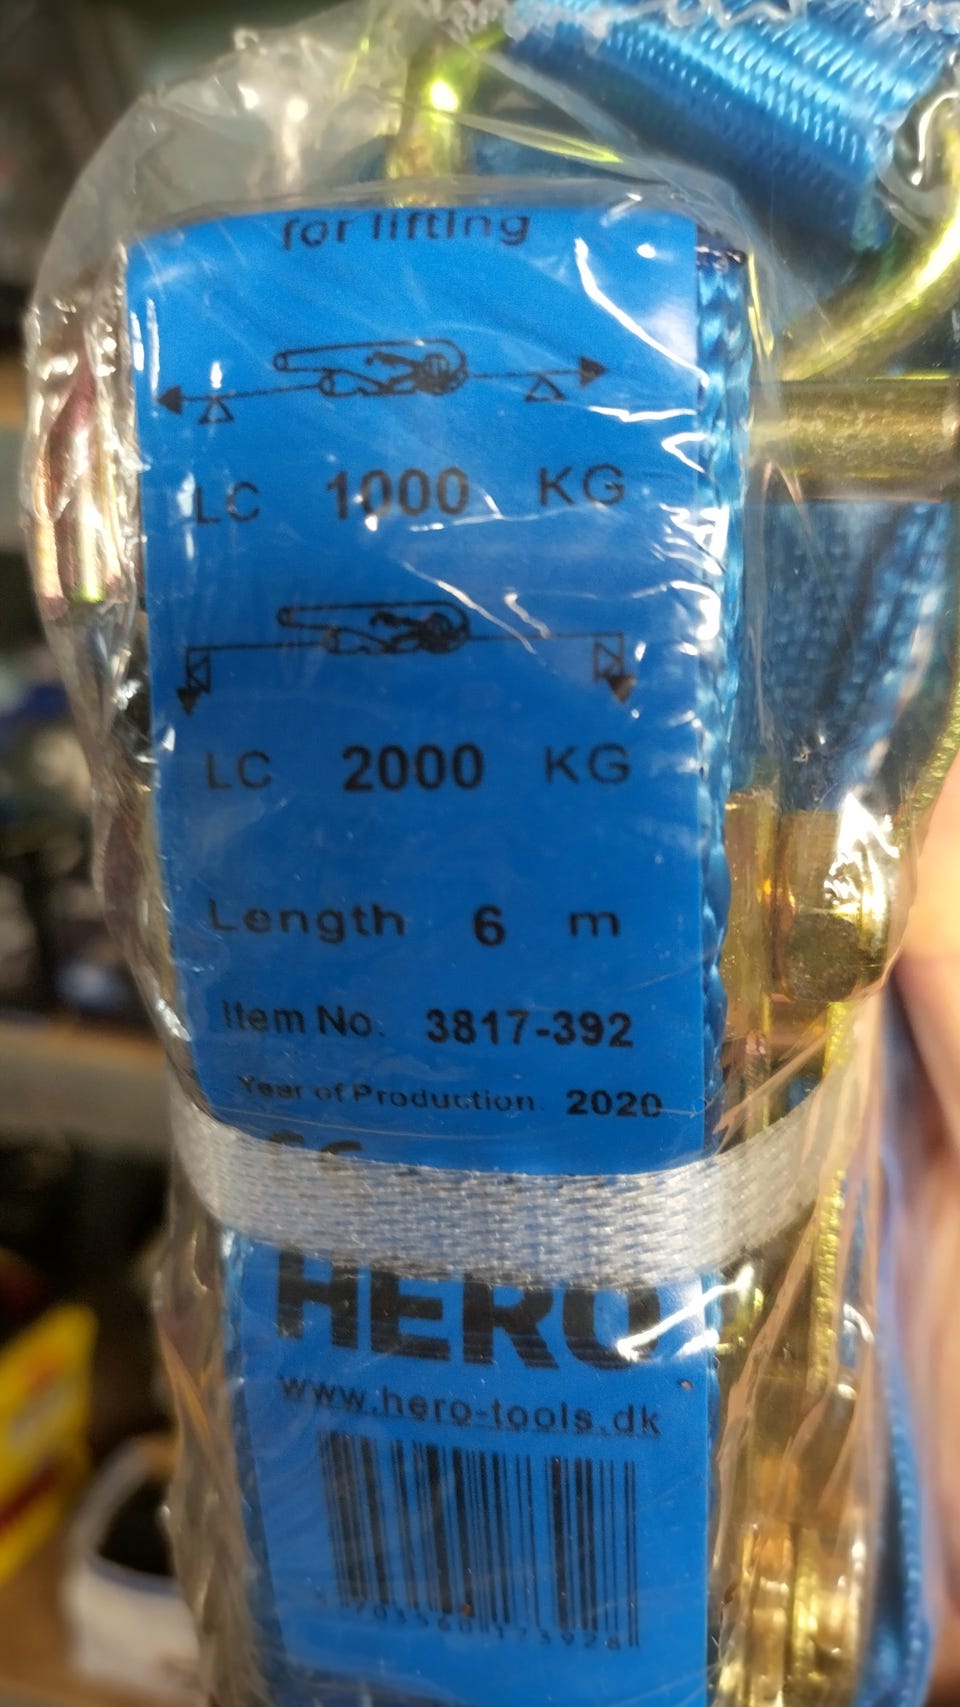 for lifting
LC 1000 KG
LC 2000 KG
Length 6 m
Item No. 3817-392
Year of Production 2020
CE
HERO
www.hero-tools.dk